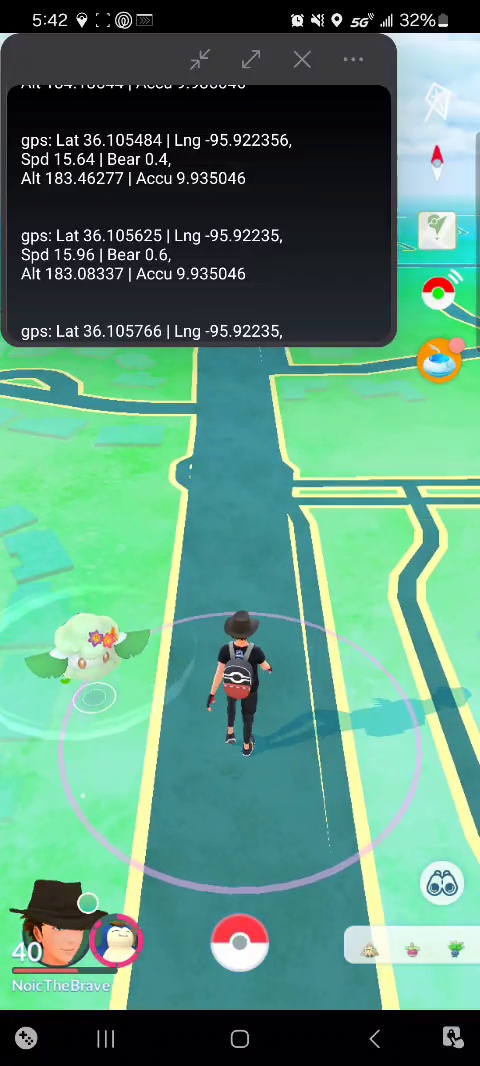 5:42
5G
32%
gps: Lat 36.105484 | Lng -95.922356,
Spd 15.64 | Bear 0.4,
Alt 183.46277 | Accu 9.935046
gps: Lat 36.105625 | Lng -95.92235,
Spd 15.96 | Bear 0.6,
Alt 183.08337 | Accu 9.935046
gps: Lat 36.105766 | Lng -95.92235,
40
NoicTheBrave